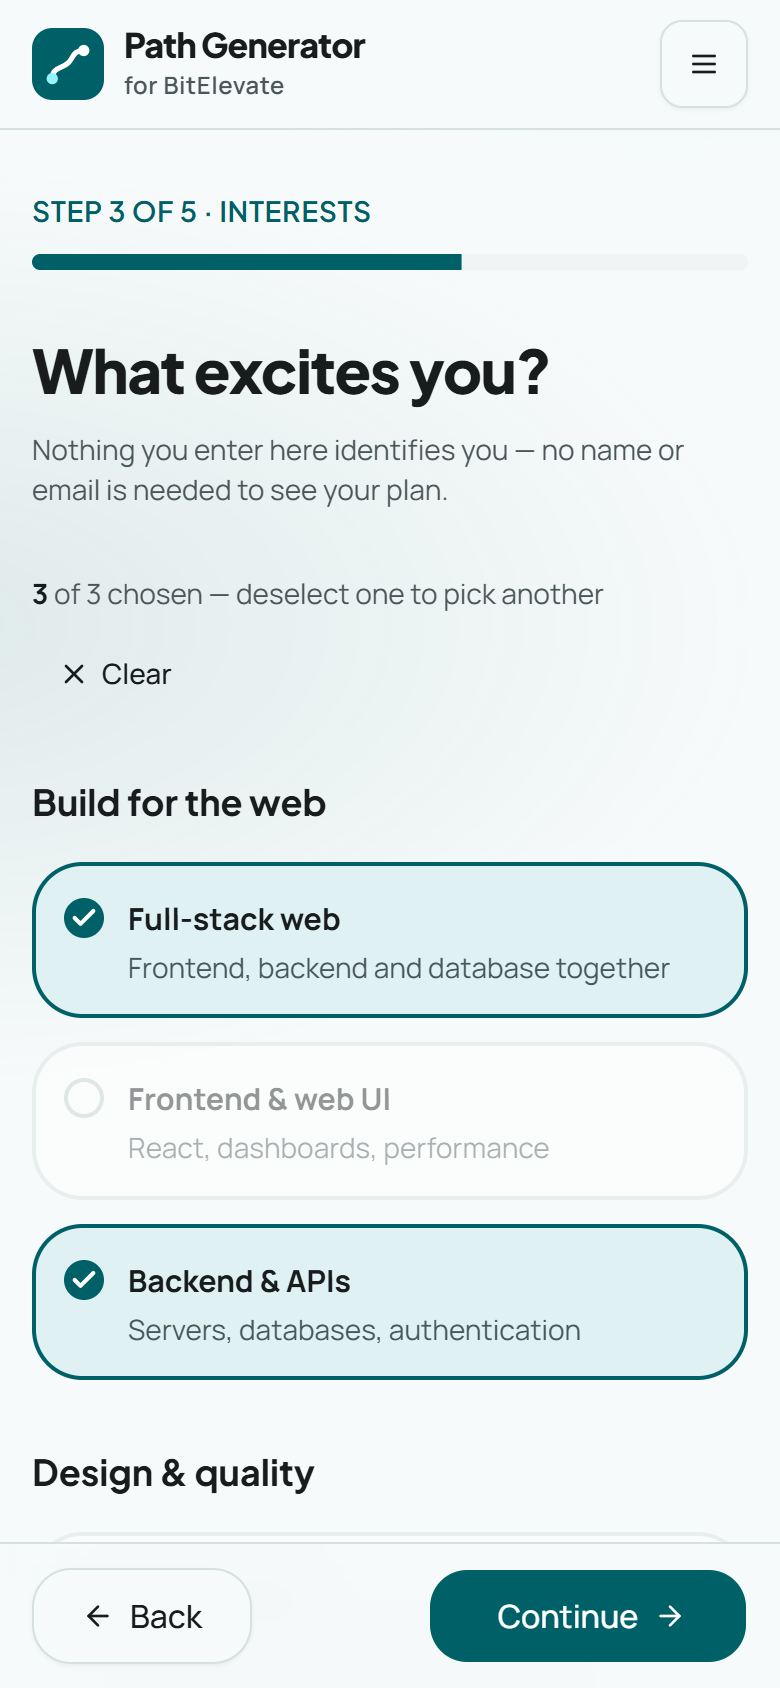 Path Generator
for BitElevate
STEP 3 OF 5 · INTERESTS
What excites you?
Nothing you enter here identifies you — no name or
email is needed to see your plan.
3 of 3 chosen — deselect one to pick another
Clear
Build for the web
Full-stack web
Frontend, backend and database together
Frontend & web UI
React, dashboards, performance
Backend & APIs
Servers, databases, authentication
Design & quality
Back
Continue